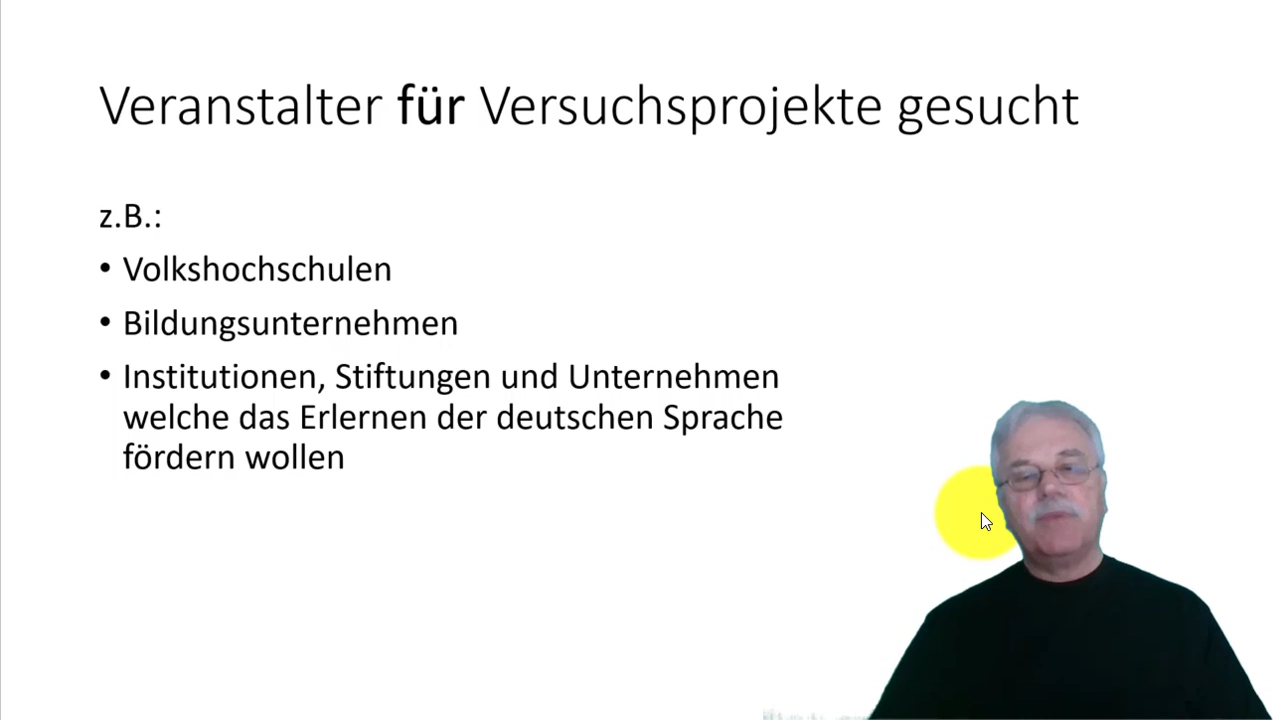 Veranstalter für Versuchsprojekte gesucht
z.B.:
• Volkshochschulen
• Bildungsunternehmen
• Institutionen, Stiftungen und Unternehmen
welche das Erlernen der deutschen Sprache
fördern wollen